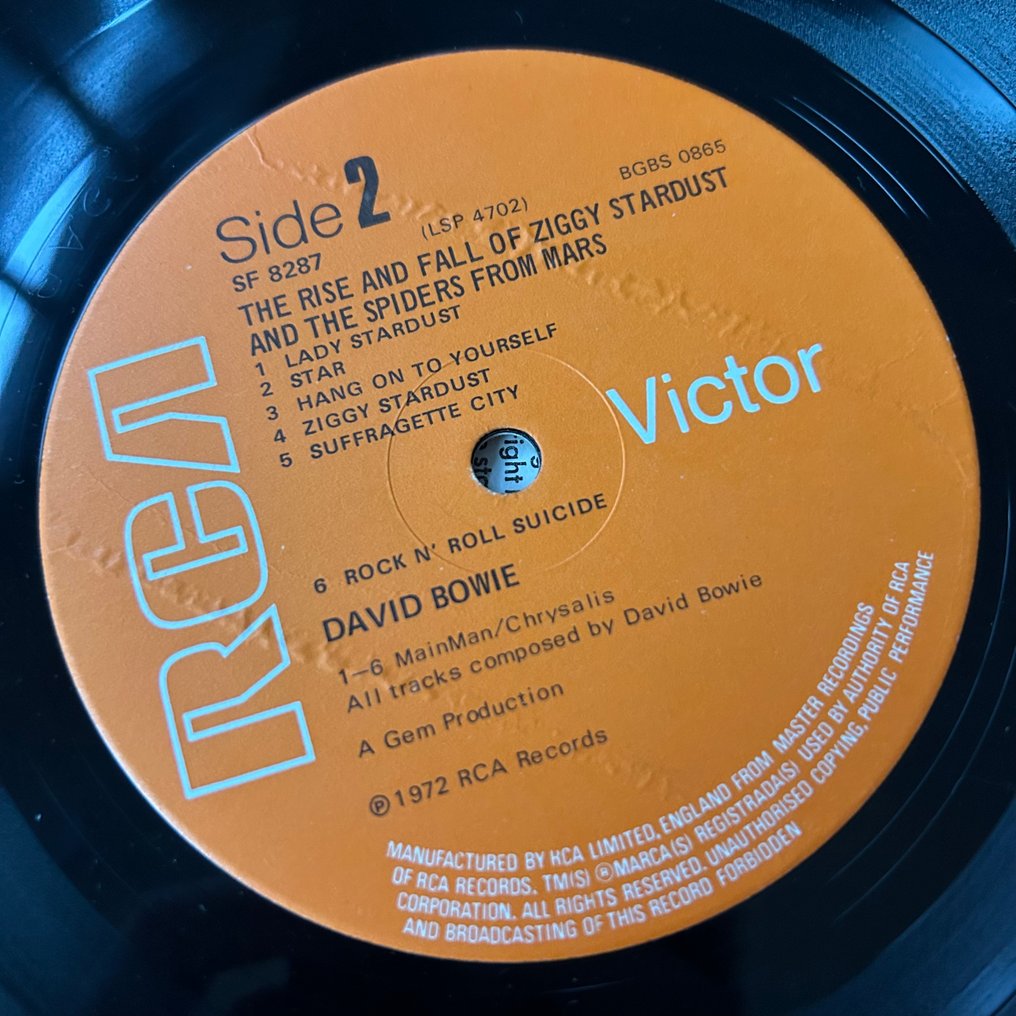 Side 2
SF 8287
(LSP 4702)
BGBS 0865
THE RISE AND FALL OF ZIGGY STARDUST
AND THE SPIDERS FROM MARS
1 LADY STARDUST
2 STAR
3 HANG ON TO YOURSELF
4 ZIGGY STARDUST
5 SUFFRAGETTE CITY
RCA
Victor
6 ROCK N' ROLL SUICIDE
DAVID BOWIE
1–6 MainMan/Chrysalis
All tracks composed by David Bowie
A Gem Production
℗ 1972 RCA Records
MANUFACTURED BY RCA LIMITED, ENGLAND FROM MASTER RECORDINGS
OF RCA RECORDS. TM(S) ® MARCA(S) REGISTRADA(S) USED BY AUTHORITY OF RCA
CORPORATION. ALL RIGHTS RESERVED. UNAUTHORISED COPYING, PUBLIC PERFORMANCE
AND BROADCASTING OF THIS RECORD FORBIDDEN